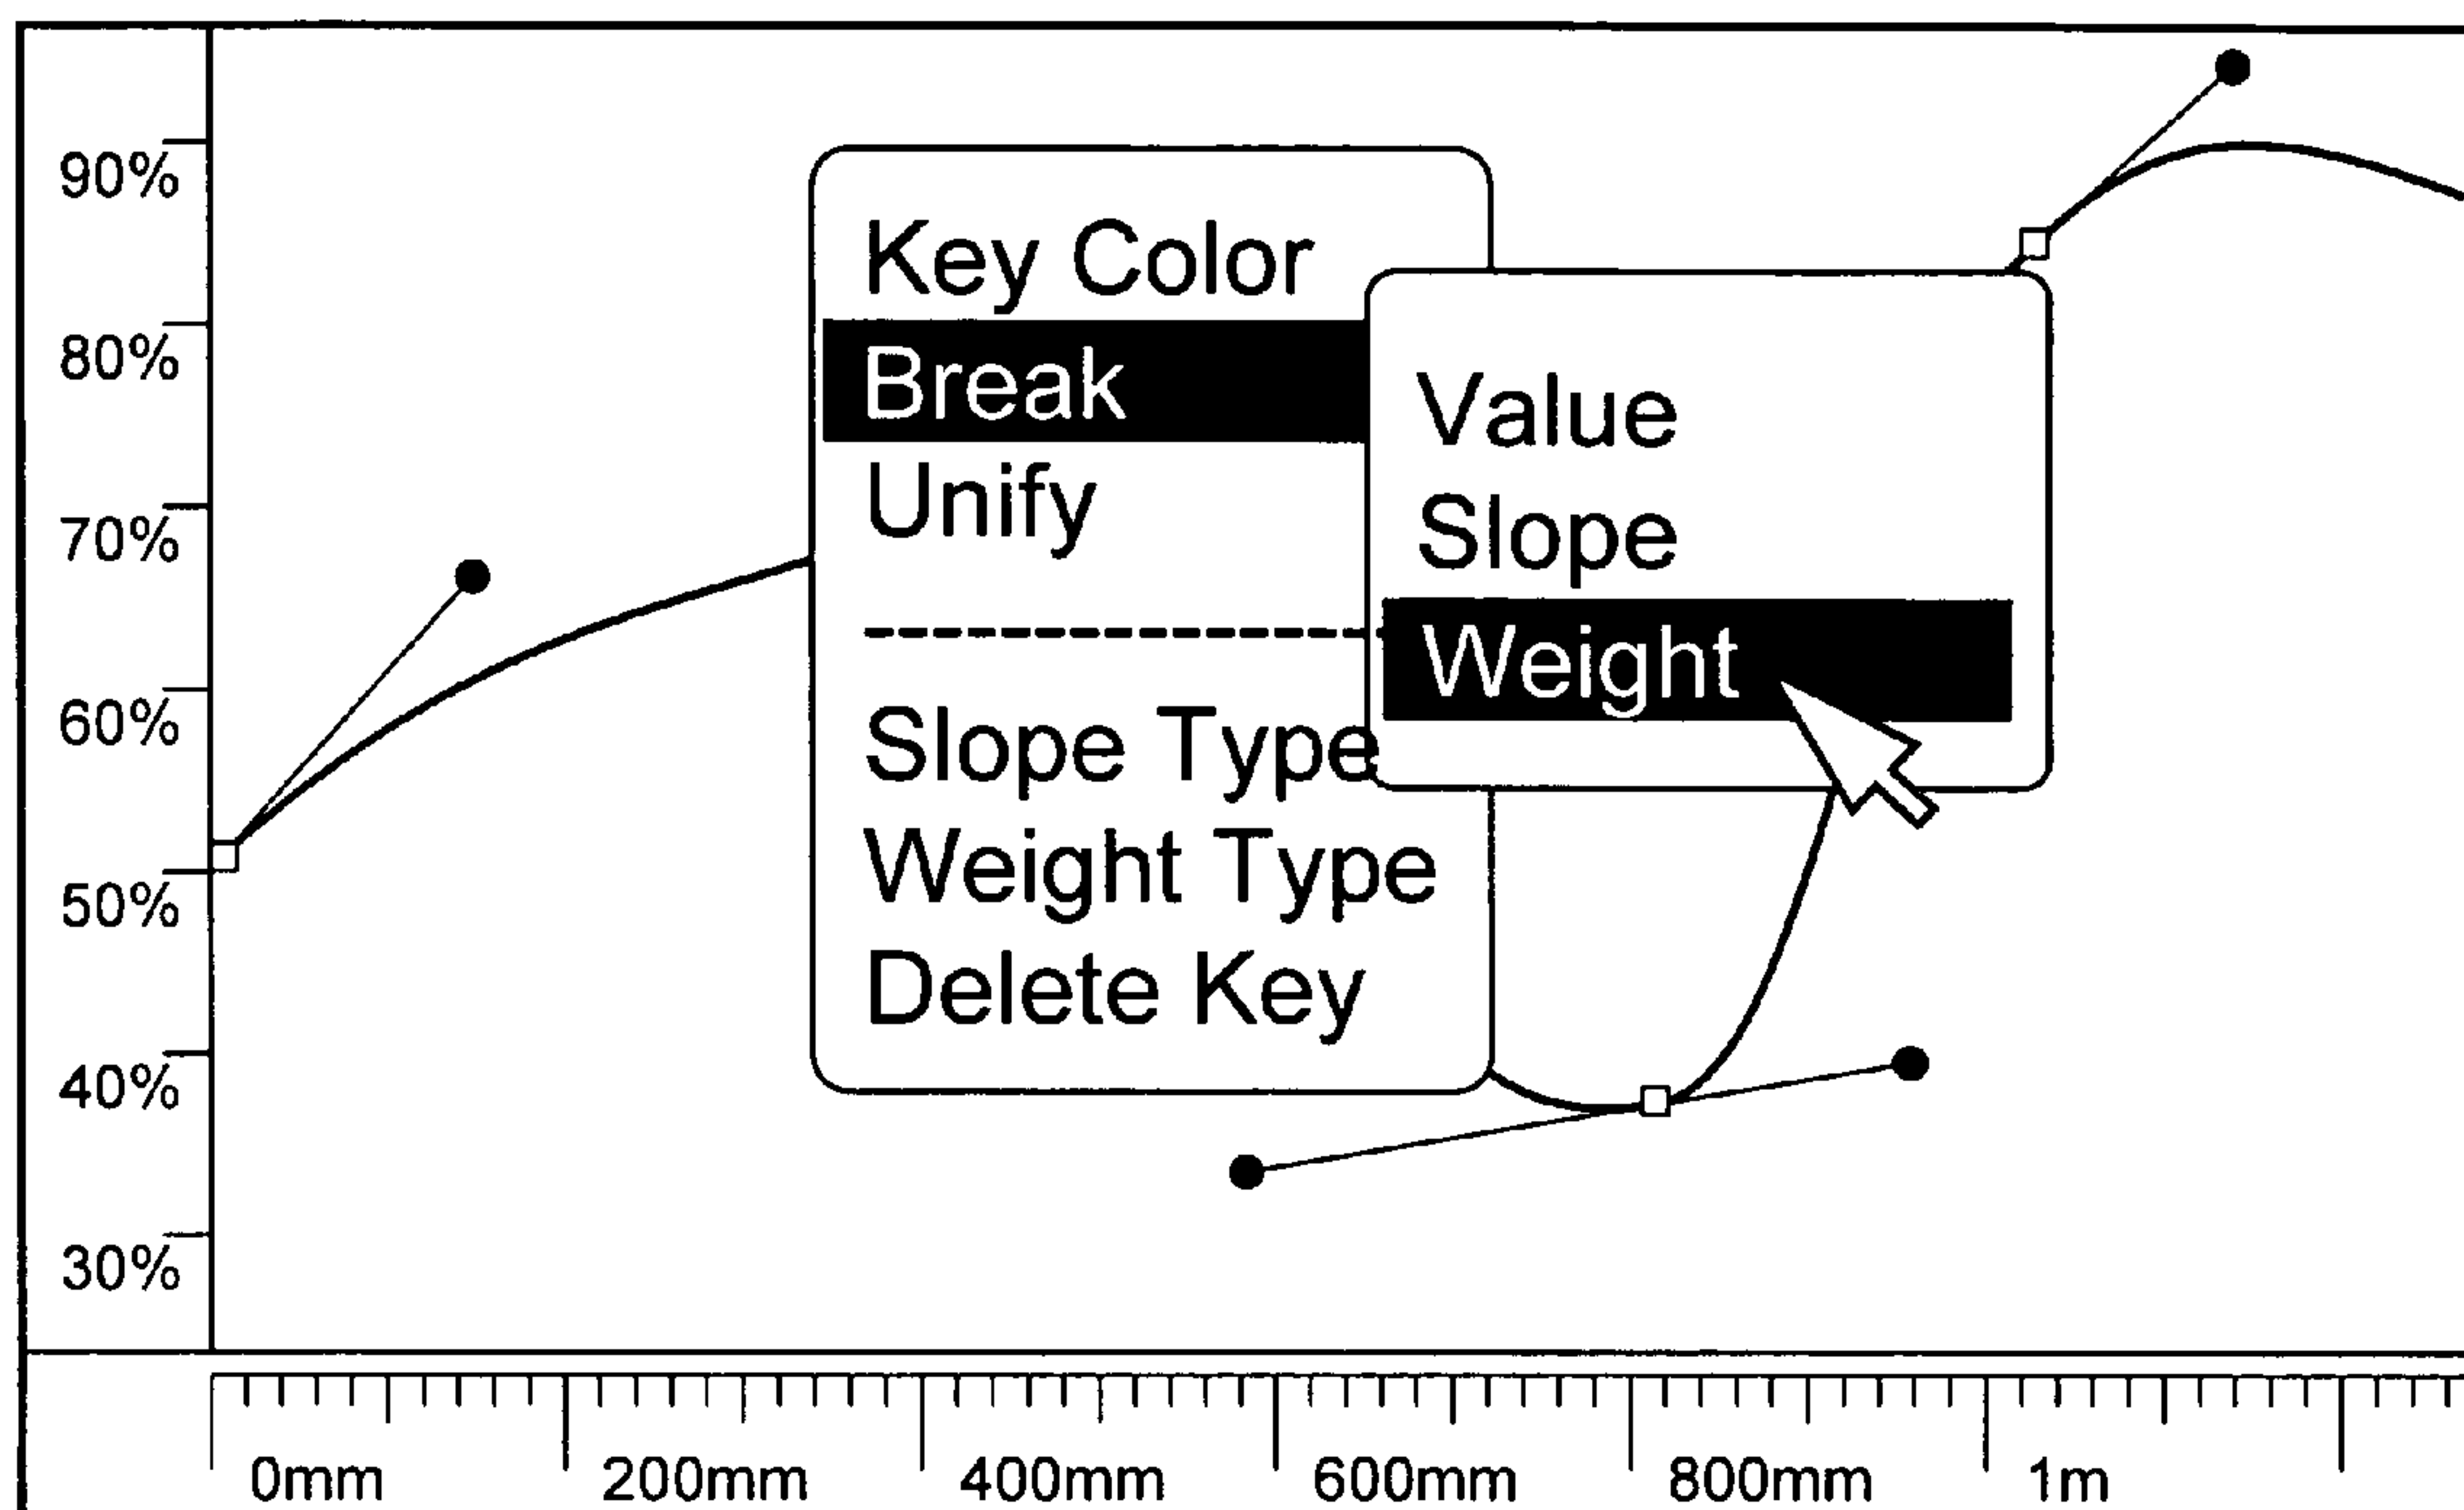 90%
80%
70%
60%
50%
40%
30%
Key Color
Break
Unify
Slope Type
Weight Type
Delete Key
Value
Slope
Weight
0mm 200mm 400mm 600mm 800mm 1m